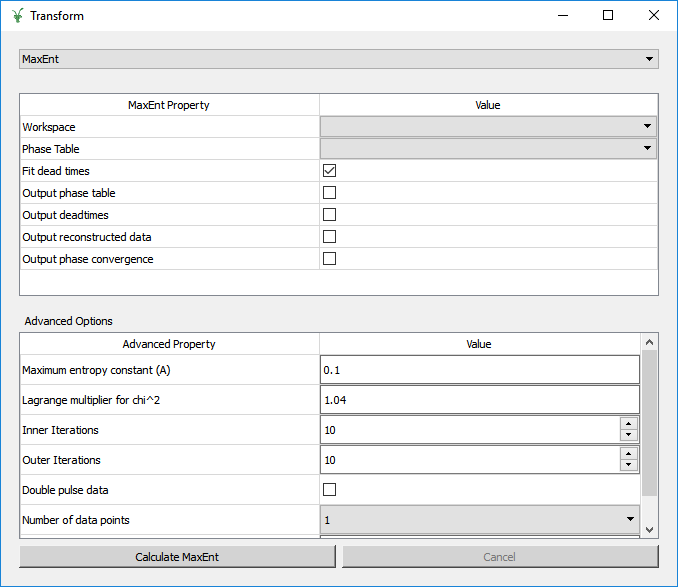 Transform
MaxEnt
MaxEnt Property Value
Workspace
Phase Table
Fit dead times
Output phase table
Output deadtimes
Output reconstructed data
Output phase convergence
Advanced Options
Advanced Property Value
Maximum entropy constant (A) 0.1
Lagrange multiplier for chi^2 1.04
Inner Iterations 10
Outer Iterations 10
Double pulse data
Number of data points 1
Calculate MaxEnt Cancel